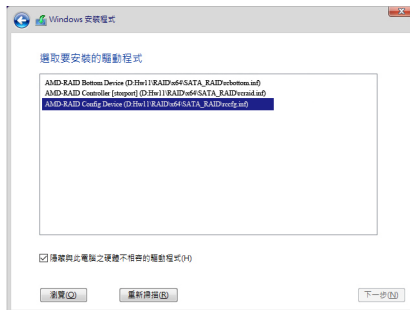 Windows 安裝程式
選取要安裝的驅動程式
AMD-RAID Bottom Device (D:Hw11\RAID\x64\SATA_RAID\rcbottom.inf)
AMD-RAID Controller [storport] (D:Hw11\RAID\x64\SATA_RAID\rcraid.inf)
AMD-RAID Config Device (D:Hw11\RAID\x64\SATA_RAID\rccfg.inf)
隱藏與此電腦之硬體不相容的驅動程式(H)
瀏覽(O) 重新掃描(R) 下一步(N)